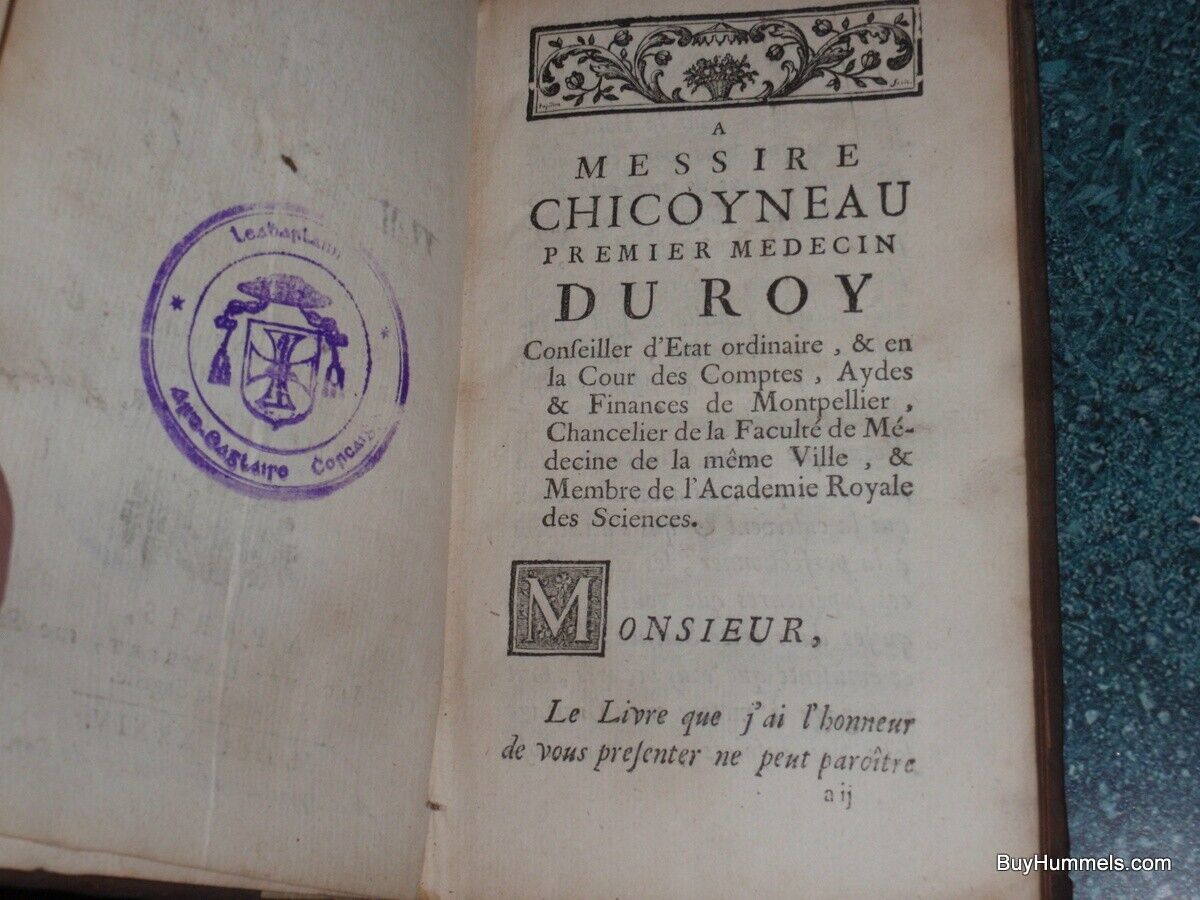 A
MESSIRE
CHICOYNEAU
PREMIER MEDECIN
DU ROY
Conſeiller d'Etat ordinaire , & en
la Cour des Comptes , Aydes
& Finances de Montpellier ,
Chancelier de la Faculté de Mé-
decine de la même Ville , &
Membre de l'Academie Royale
des Sciences.
MONSIEUR,
Le Livre que j'ai l'honneur
de vous preſenter ne peut paroître
a ij
BuyHummels.com